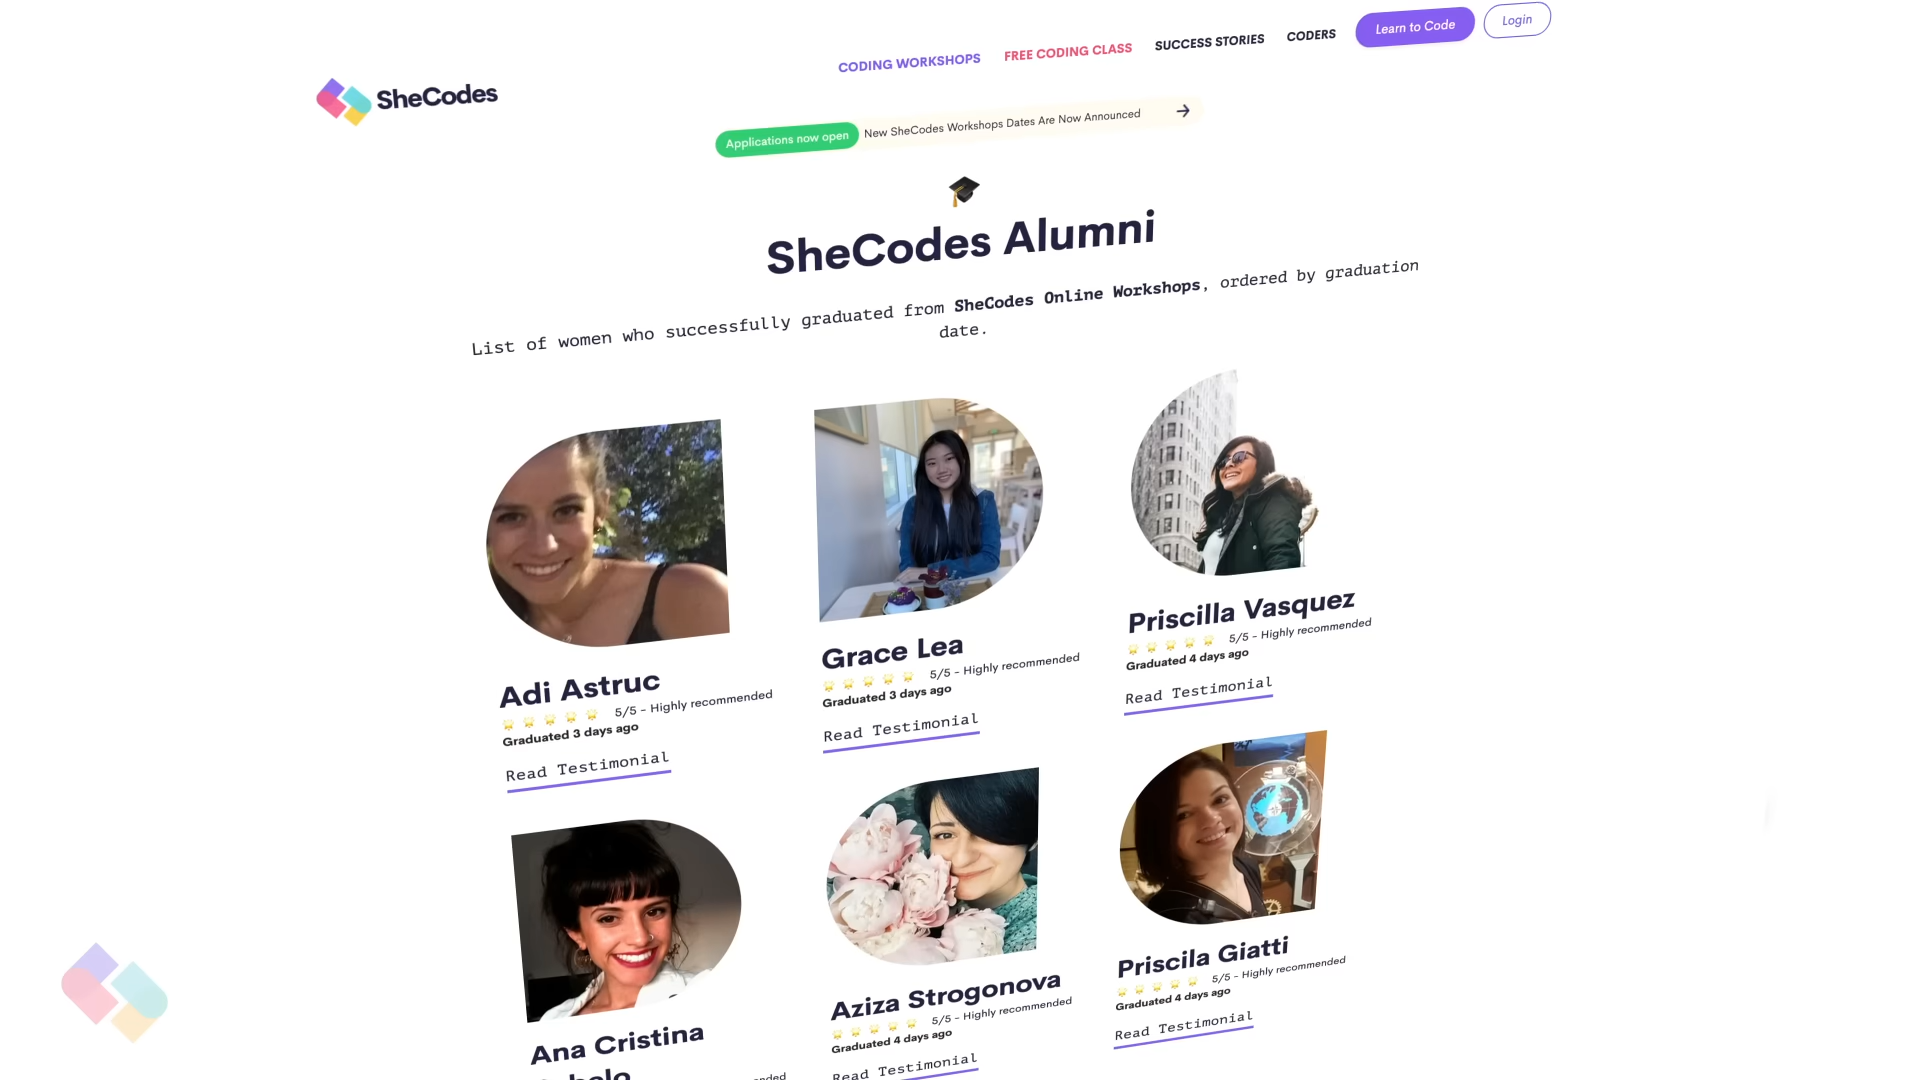 SheCodes
CODING WORKSHOPS
FREE CODING CLASS
SUCCESS STORIES
CODERS
Learn to Code
Login
Applications now open
New SheCodes Workshops Dates Are Now Announced
SheCodes Alumni
List of women who successfully graduated from SheCodes Online Workshops, ordered by graduation
date.
Adi Astruc
5/5 - Highly recommended
Graduated 3 days ago
Read Testimonial
Grace Lea
5/5 - Highly recommended
Graduated 3 days ago
Read Testimonial
Priscilla Vasquez
5/5 - Highly recommended
Graduated 4 days ago
Read Testimonial
Ana Cristina
Aziza Strogonova
5/5 - Highly recommended
Graduated 4 days ago
Read Testimonial
Priscila Giatti
5/5 - Highly recommended
Graduated 4 days ago
Read Testimonial